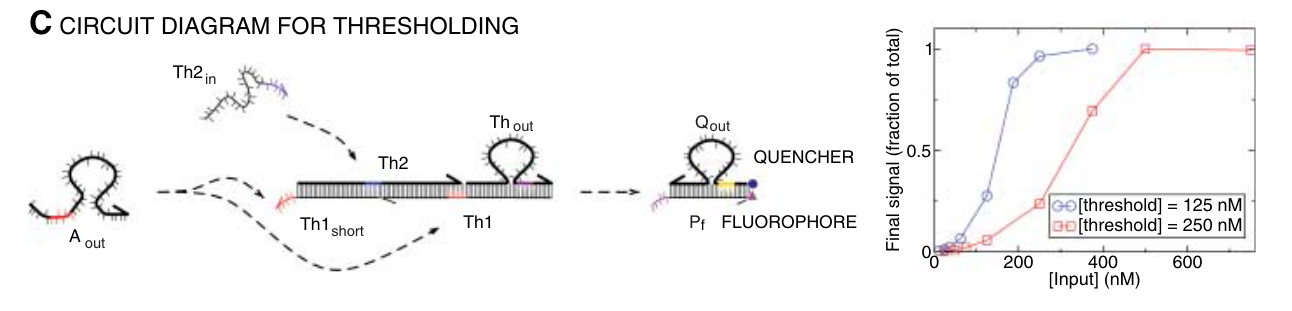 C CIRCUIT DIAGRAM FOR THRESHOLDING
Th2in
Thout
Qout
Th2
QUENCHER
Aout
Th1short
Th1
Pf
FLUOROPHORE
Final signal (fraction of total)
1
0.5
0
[threshold] = 125 nM
[threshold] = 250 nM
0 200 400 600
[Input] (nM)